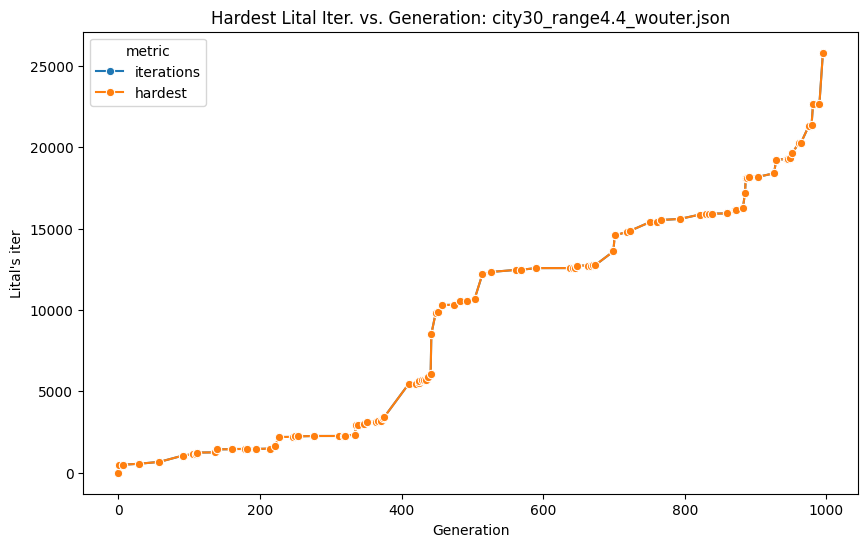 Hardest Lital Iter. vs. Generation: city30_range4.4_wouter.json
metric
iterations
hardest
25000
20000
15000
10000
5000
0
Lital's iter
0 200 400 600 800 1000
Generation